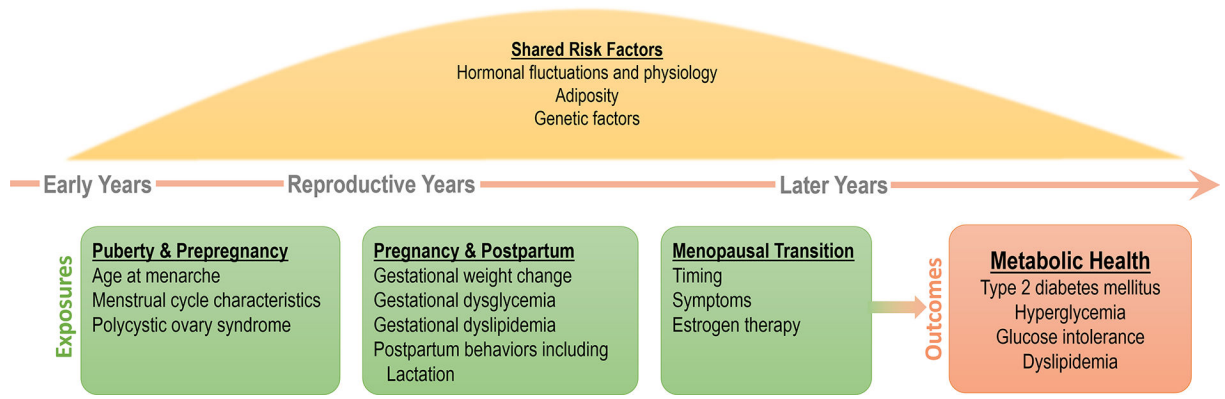 Shared Risk Factors
Hormonal fluctuations and physiology
Adiposity
Genetic factors
Early Years
Reproductive Years
Later Years
Exposures
Puberty & Prepregnancy
Age at menarche
Menstrual cycle characteristics
Polycystic ovary syndrome
Pregnancy & Postpartum
Gestational weight change
Gestational dysglycemia
Gestational dyslipidemia
Postpartum behaviors including
Lactation
Menopausal Transition
Timing
Symptoms
Estrogen therapy
Outcomes
Metabolic Health
Type 2 diabetes mellitus
Hyperglycemia
Glucose intolerance
Dyslipidemia